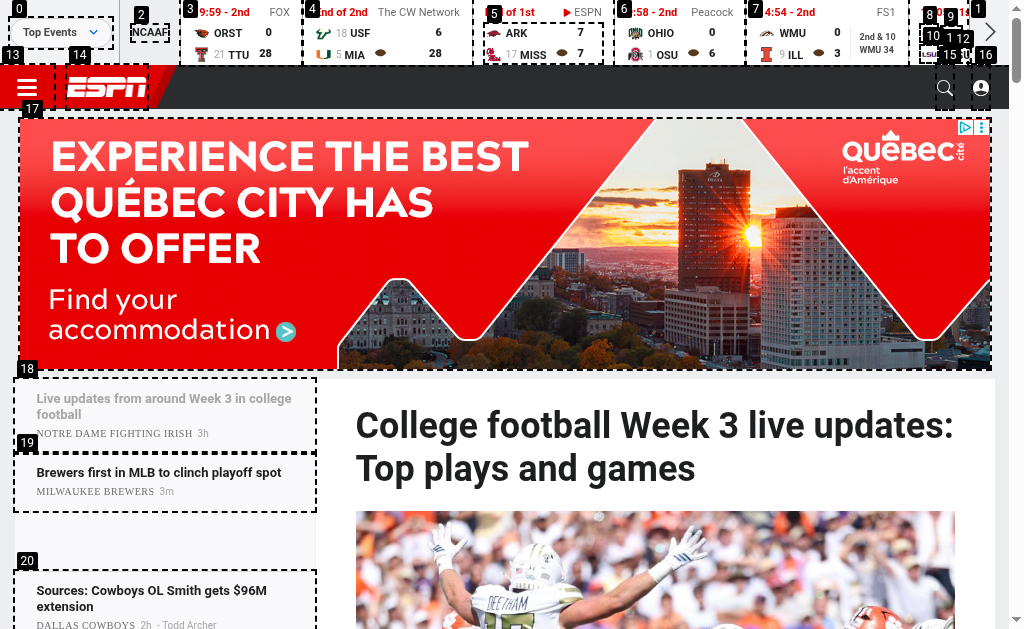 0
1
2
3
4
5
6
7
8
9
10
12
Top Events
NCAAF
9:59 - 2nd FOX
ORST 0
21 TTU 28
End of 2nd The CW Network
18 USF 6
5 MIA 28
of 1st ESPN
ARK 7
17 MISS 7
:58 - 2nd Peacock
OHIO 0
1 OSU 6
4:54 - 2nd FS1
WMU 0
9 ILL 3
2nd & 10
WMU 34
LSU
13
14
15
16
ESPN
17
EXPERIENCE THE BEST
QUÉBEC CITY HAS
TO OFFER
Find your
accommodation >
DELTA
QUÉBEC cité
l'accent
d'Amérique
18
Live updates from around Week 3 in college
football
NOTRE DAME FIGHTING IRISH 3h
19
Brewers first in MLB to clinch playoff spot
MILWAUKEE BREWERS 3m
20
Sources: Cowboys OL Smith gets $96M
extension
DALLAS COWBOYS 2h - Todd Archer
College football Week 3 live updates:
Top plays and games
DEETHAM